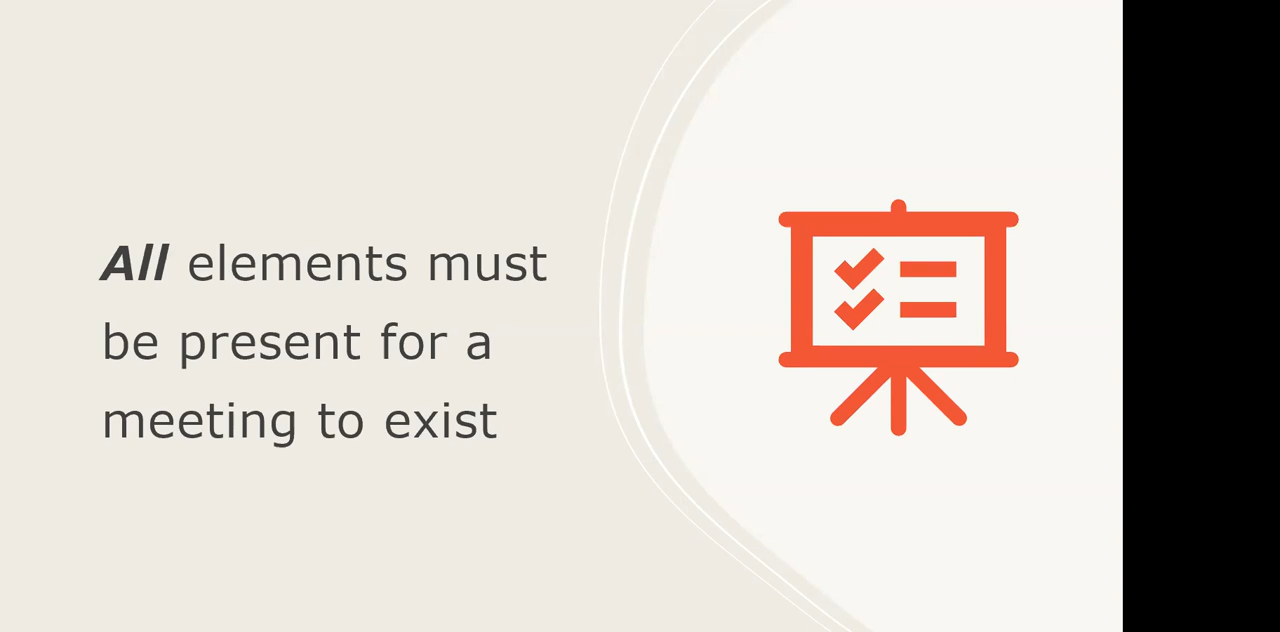 All elements must
be present for a
meeting to exist